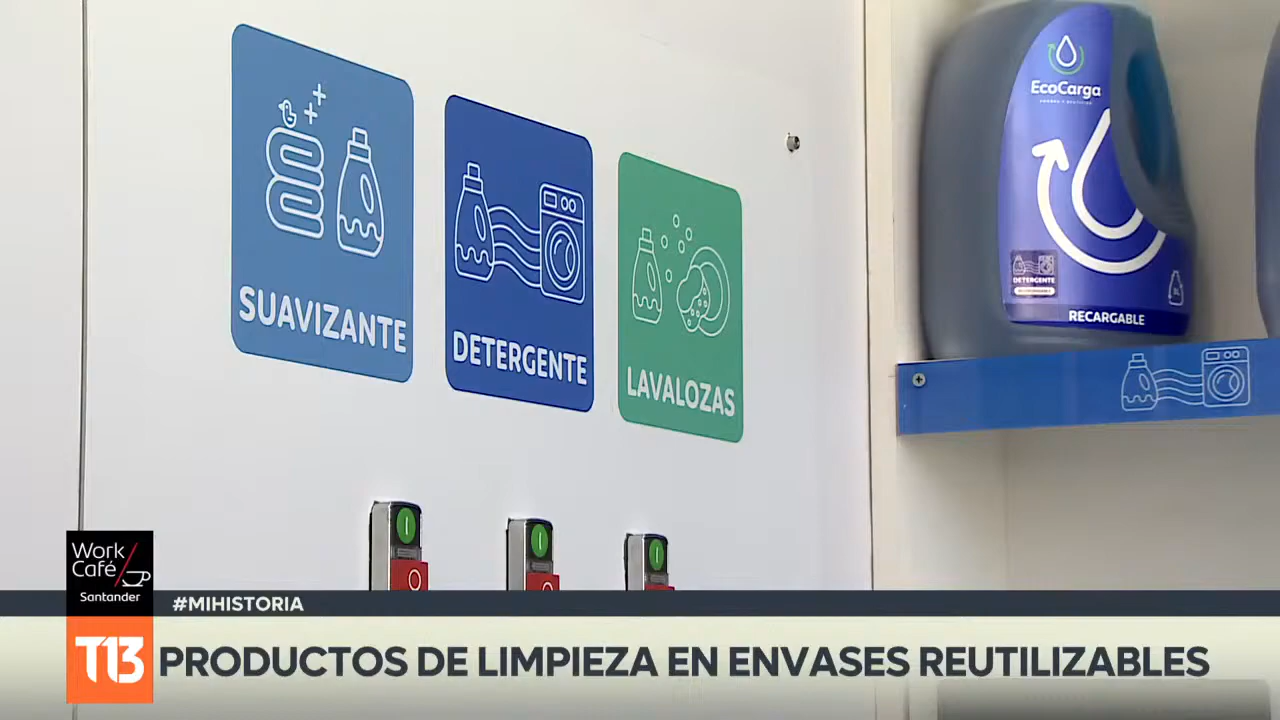 SUAVIZANTE
DETERGENTE
LAVALOZAS
EcoCarga
DETERGENTE
RECARGABLE
Work
Café
Santander
#MIHISTORIA
T13
PRODUCTOS DE LIMPIEZA EN ENVASES REUTILIZABLES